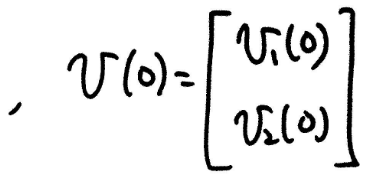 , v(0) = [ v₁(0)
v₂(0) ]